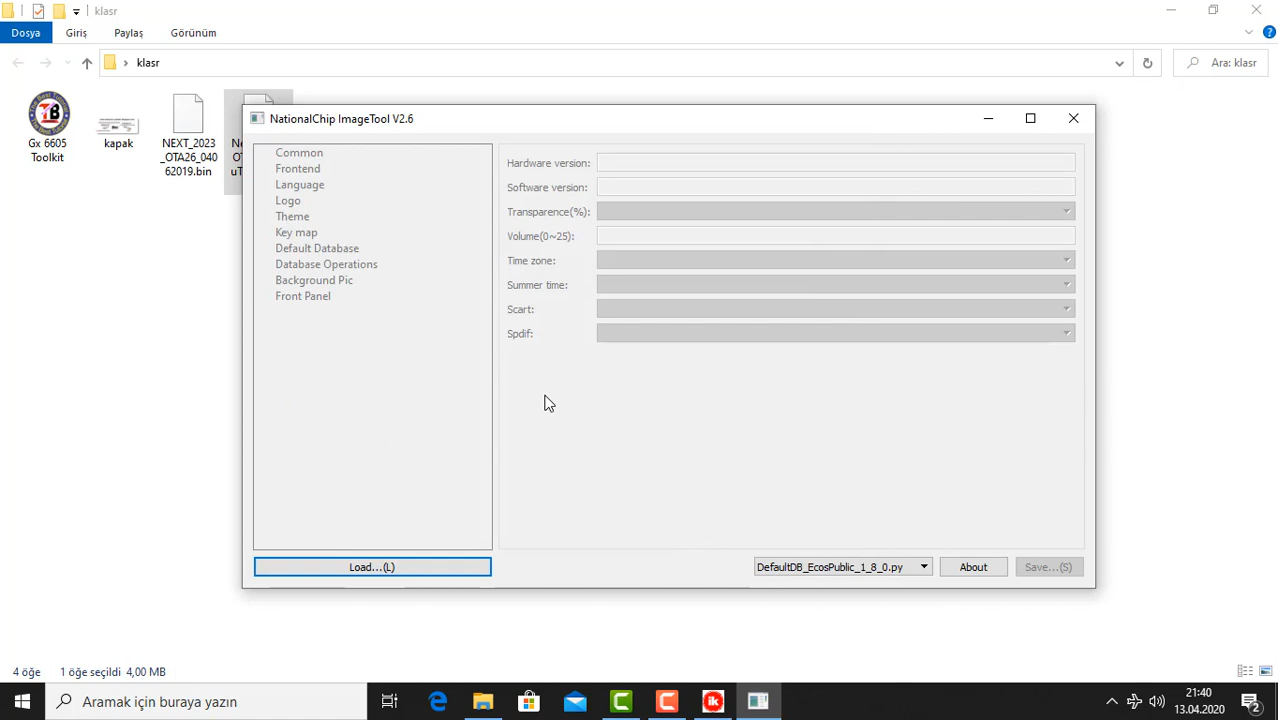 klasr
Dosya
Giriş
Paylaş
Görünüm
klasr
Ara: klasr
Gx 6605
Toolkit
kapak
NEXT_2023
_OTA26_040
62019.bin
NationalChip ImageTool V2.6
Common
Frontend
Language
Logo
Theme
Key map
Default Database
Database Operations
Background Pic
Front Panel
Hardware version:
Software version:
Transparence(%):
Volume(0~25):
Time zone:
Summer time:
Scart:
Spdif:
Load...(L)
DefaultDB_EcosPublic_1_8_0.py
About
Save...(S)
4 öğe
1 öğe seçildi 4,00 MB
Aramak için buraya yazın
21:40
13.04.2020
2